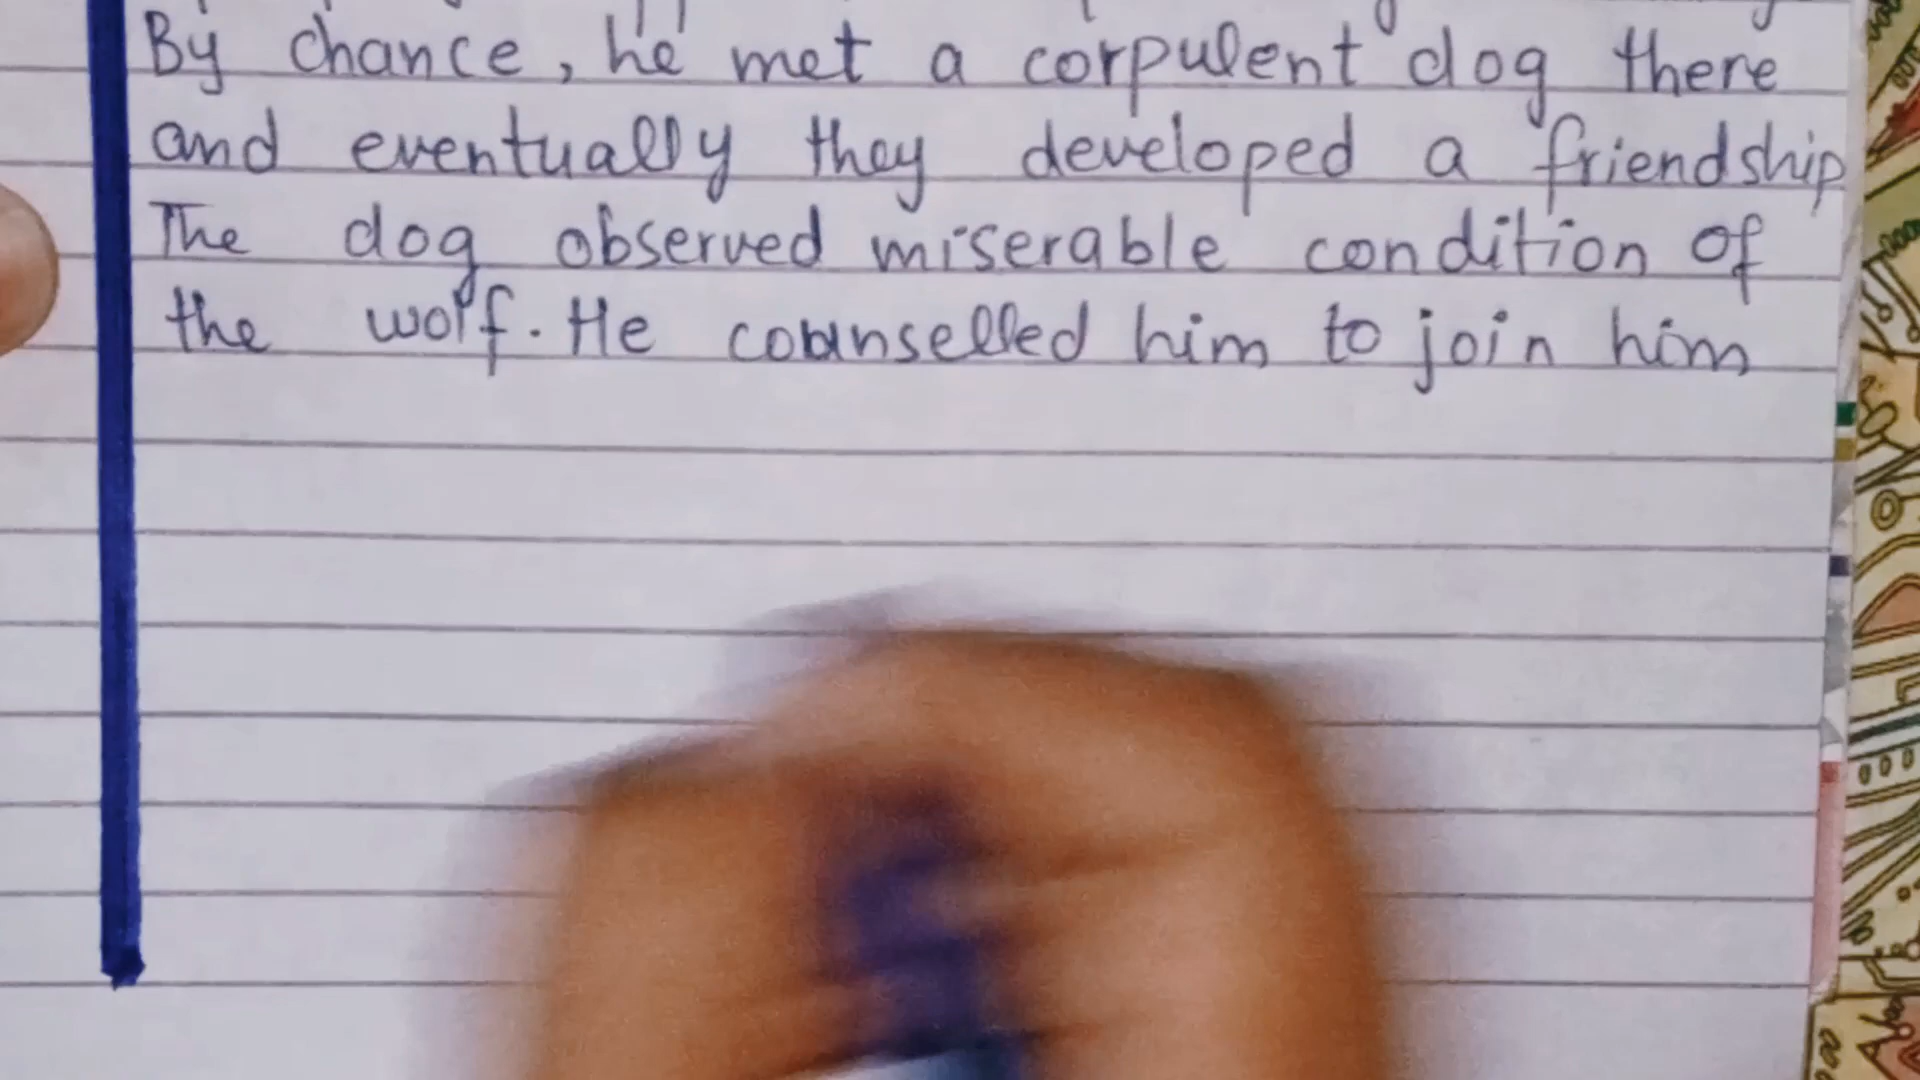 By chance, he met a corpulent dog there
and eventually they developed a friendship
The dog observed miserable condition of
the wolf. He counselled him to join him